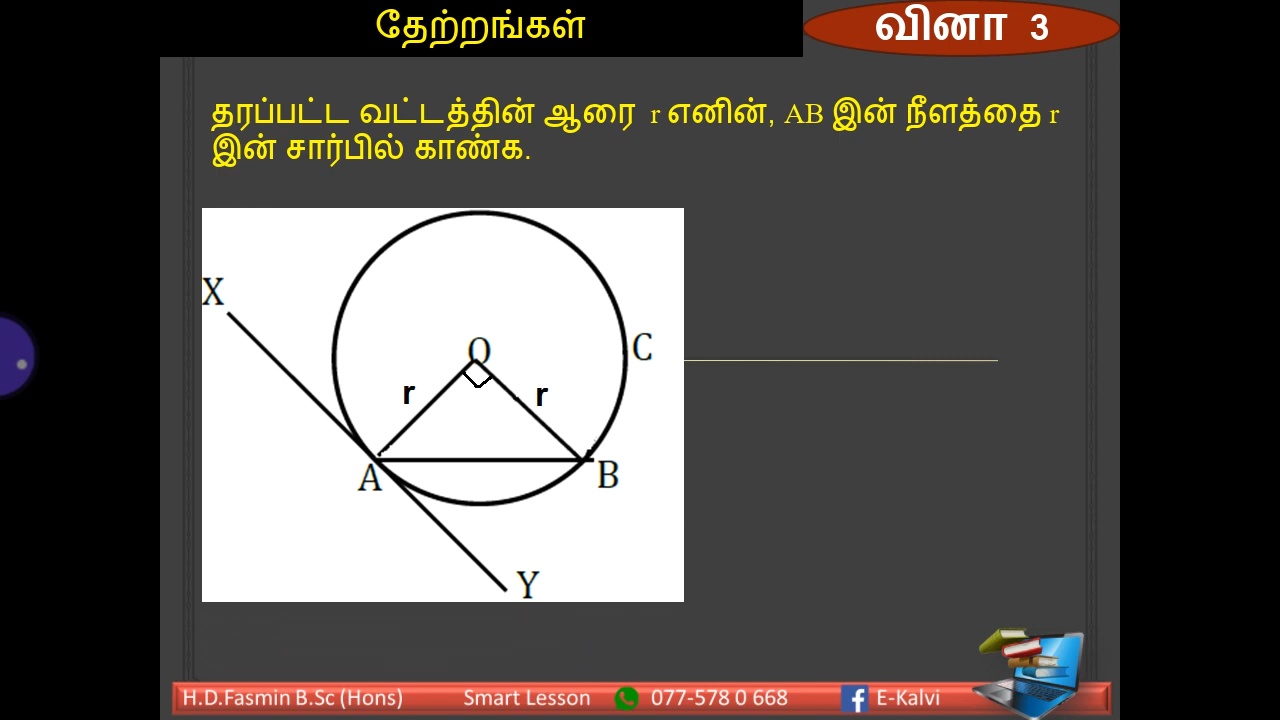 தேற்றங்கள்
வினா 3
தரப்பட்ட வட்டத்தின் ஆரை r எனின், AB இன் நீளத்தை r
இன் சார்பில் காண்க.
X
O
C
r
r
A
B
Y
H.D.Fasmin B.Sc (Hons) Smart Lesson 077-578 0 668 E-Kalvi